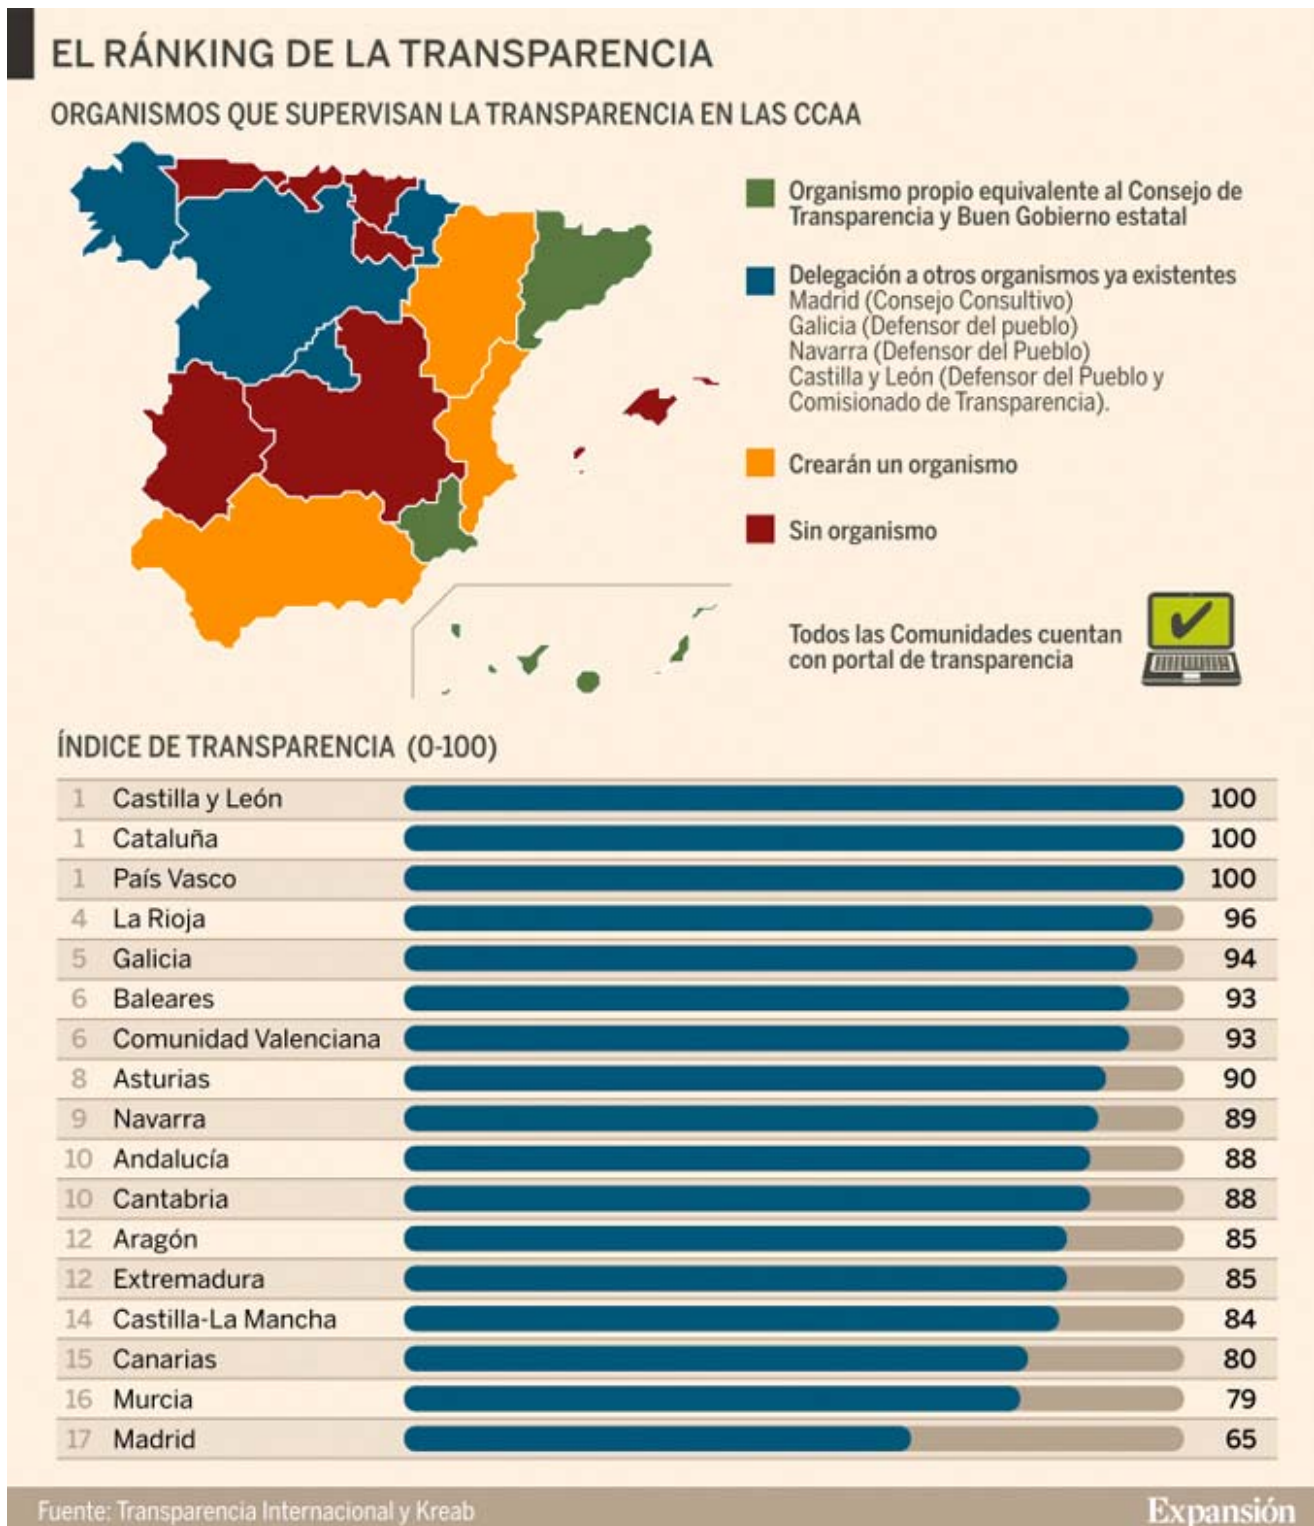 EL RÁNKING DE LA TRANSPARENCIA
ORGANISMOS QUE SUPERVISAN LA TRANSPARENCIA EN LAS CCAA
Organismo propio equivalente al Consejo de
Transparencia y Buen Gobierno estatal
Delegación a otros organismos ya existentes
Madrid (Consejo Consultivo)
Galicia (Defensor del pueblo)
Navarra (Defensor del Pueblo)
Castilla y León (Defensor del Pueblo y
Comisionado de Transparencia).
Crearán un organismo
Sin organismo
Todos las Comunidades cuentan
con portal de transparencia
ÍNDICE DE TRANSPARENCIA (0-100)
1 Castilla y León 100
1 Cataluña 100
1 País Vasco 100
4 La Rioja 96
5 Galicia 94
6 Baleares 93
6 Comunidad Valenciana 93
8 Asturias 90
9 Navarra 89
10 Andalucía 88
10 Cantabria 88
12 Aragón 85
12 Extremadura 85
14 Castilla-La Mancha 84
15 Canarias 80
16 Murcia 79
17 Madrid 65
Fuente: Transparencia Internacional y Kreab
Expansión